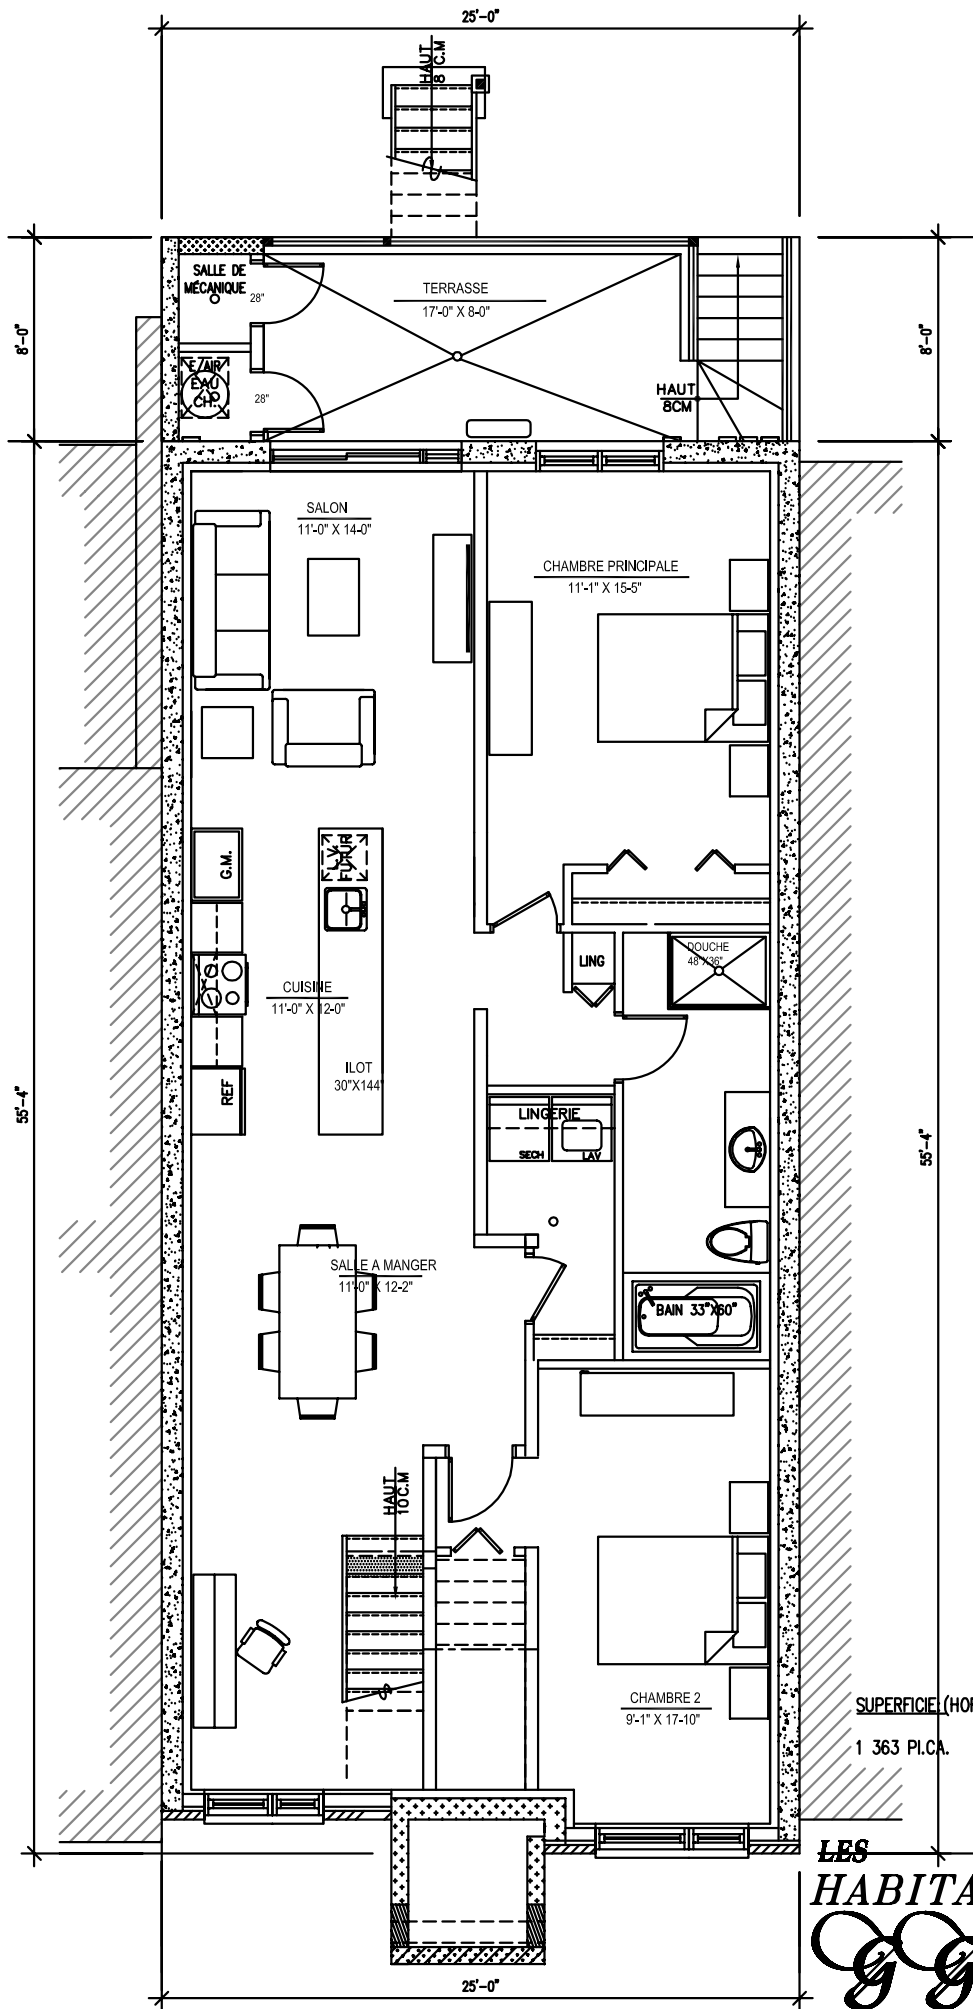 25'-0"
HAUT
8 C.M
8'-0"
8'-0"
SALLE DE
MÉCANIQUE
28"
TERRASSE
17'-0" X 8-0"
E/AIR
EAU
CH.
28"
HAUT
8CM
SALON
11'-0" X 14-0"
CHAMBRE PRINCIPALE
11'-1" X 15-5"
G.M.
L.V.
FUTUR
CUISINE
11'-0" X 12-0"
ILOT
30"X144"
REF
LING
DOUCHE
48"X36"
55'-4"
55'-4"
LINGERIE
SECH
LAV
SALLE A MANGER
11'-0" X 12-2"
BAIN 33"X60"
HAUT
10C.M
CHAMBRE 2
9'-1" X 17-10"
SUPERFICIE:(HOR
1 363 PI.CA.
LES
HABITA
GG
25'-0"